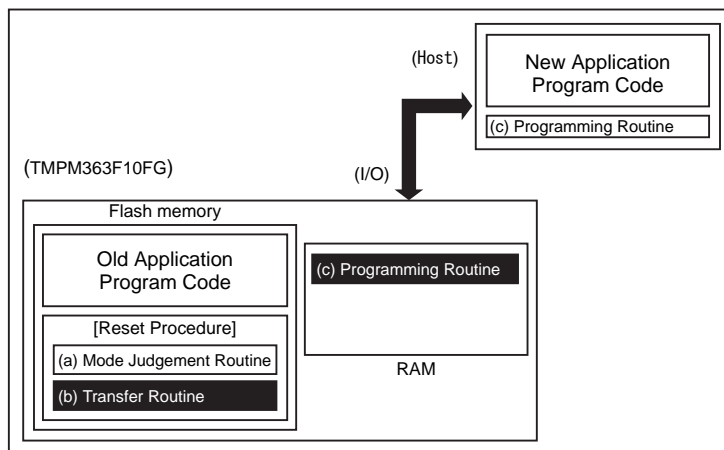 (Host)
New Application
Program Code
(c) Programming Routine
(TMPM363F10FG)
(I/O)
Flash memory
Old Application
Program Code
[Reset Procedure]
(a) Mode Judgement Routine
(b) Transfer Routine
(c) Programming Routine
RAM